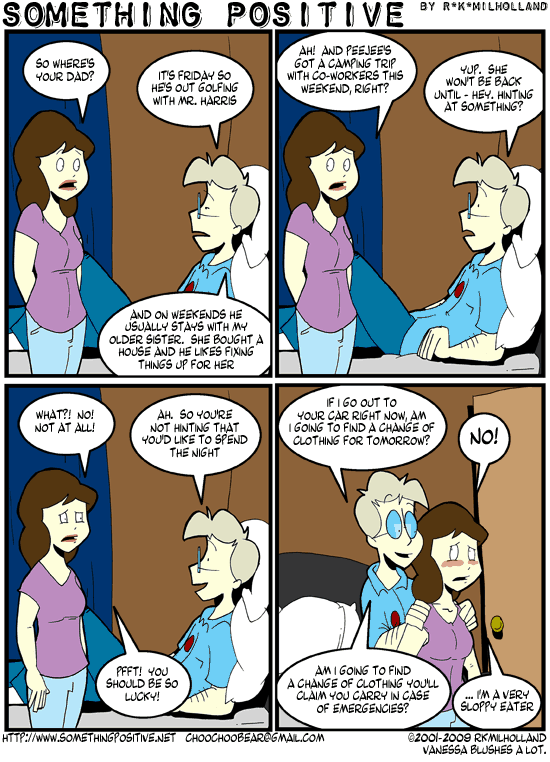 SOMETHING POSITIVE BY R*K*MILHOLLAND
SO WHERE'S
YOUR DAD?
IT'S FRIDAY SO
HE'S OUT GOLFING
WITH MR. HARRIS
AND ON WEEKENDS HE
USUALLY STAYS WITH MY
OLDER SISTER. SHE BOUGHT A
HOUSE AND HE LIKES FIXING
THINGS UP FOR HER
AH! AND PEEJEE'S
GOT A CAMPING TRIP
WITH CO-WORKERS THIS
WEEKEND, RIGHT?
YUP. SHE
WON'T BE BACK
UNTIL - HEY. HINTING
AT SOMETHING?
WHAT?! NO!
NOT AT ALL!
AH. SO YOU'RE
NOT HINTING THAT
YOU'D LIKE TO SPEND
THE NIGHT
PFFT! YOU
SHOULD BE SO
LUCKY!
IF I GO OUT TO
YOUR CAR RIGHT NOW, AM
I GOING TO FIND A CHANGE OF
CLOTHING FOR TOMORROW?
NO!
AM I GOING TO FIND
A CHANGE OF CLOTHING YOU'LL
CLAIM YOU CARRY IN CASE
OF EMERGENCIES?
... I'M A VERY
SLOPPY EATER
HTTP://WWW.SOMETHINGPOSITIVE.NET CHOOCHOOBEAR@GMAIL.COM
©2001-2009 RKMILHOLLAND
VANESSA BLUSHES A LOT.